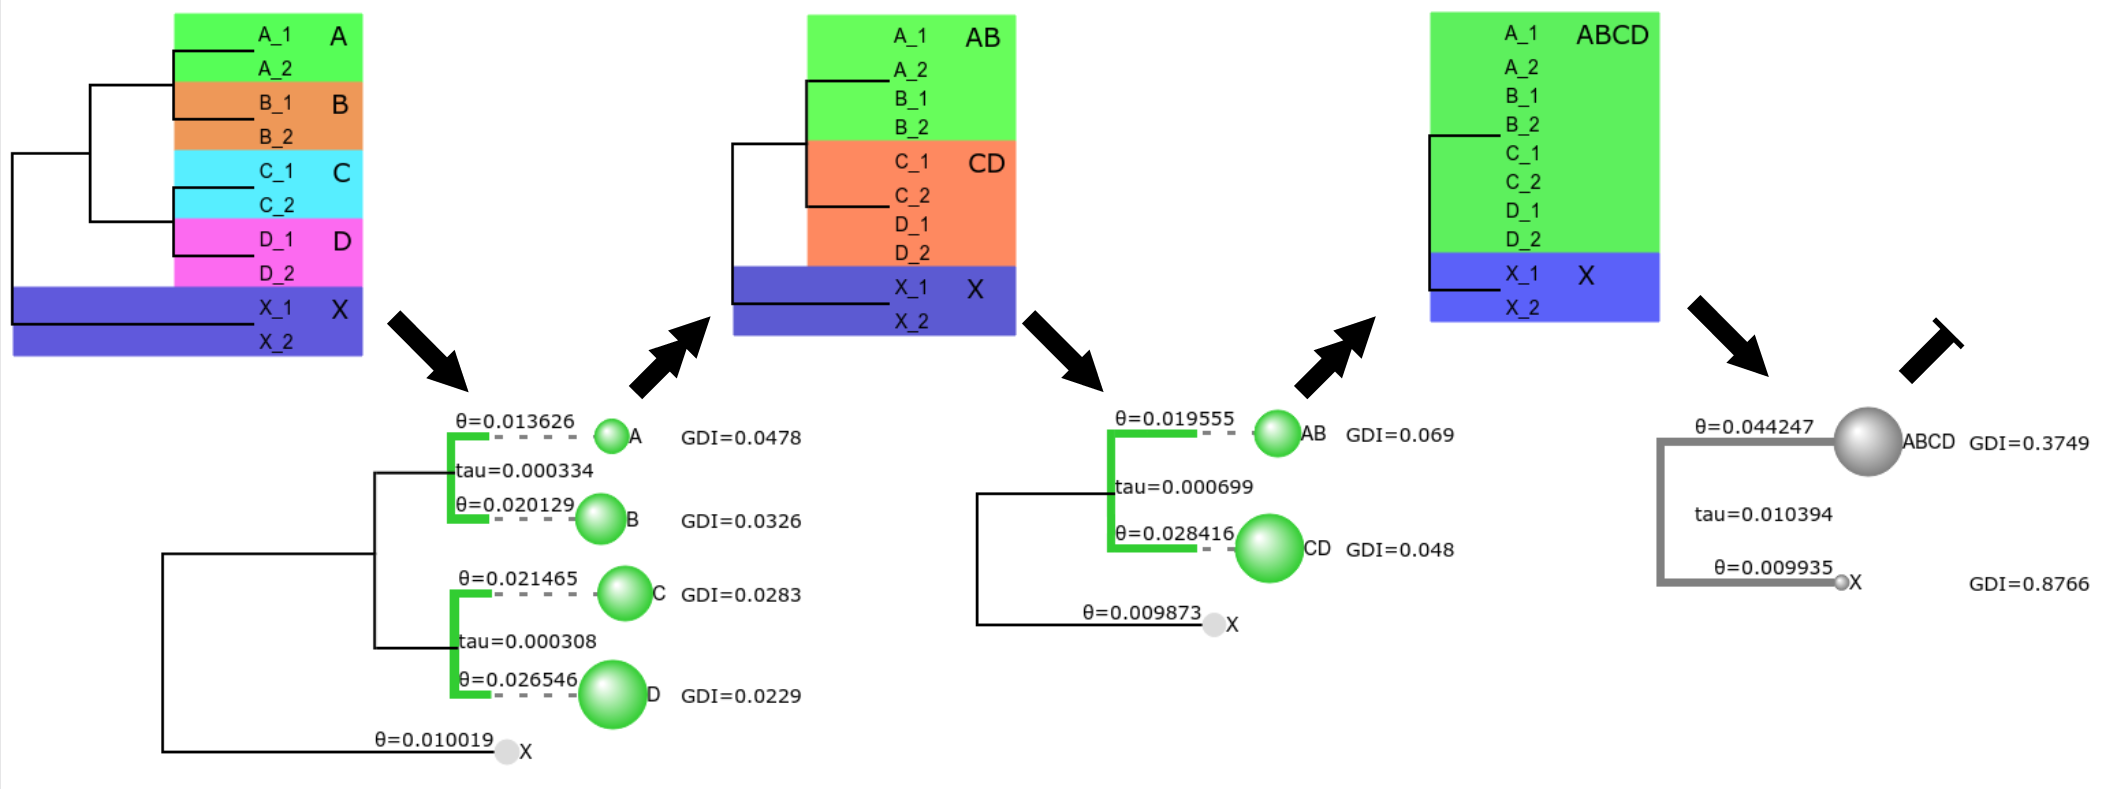 A_1 A
A_2
B_1 B
B_2
C_1 C
C_2
D_1 D
D_2
X_1 X
X_2
A_1 AB
A_2
B_1
B_2
C_1 CD
C_2
D_1
D_2
X_1 X
X_2
A_1 ABCD
A_2
B_1
B_2
C_1
C_2
D_1
D_2
X_1 X
X_2
θ=0.013626 A GDI=0.0478
tau=0.000334
θ=0.020129 B GDI=0.0326
θ=0.021465 C GDI=0.0283
tau=0.000308
θ=0.026546 D GDI=0.0229
θ=0.010019 X
θ=0.019555 AB GDI=0.069
tau=0.000699
θ=0.028416 CD GDI=0.048
θ=0.009873 X
θ=0.044247 ABCD GDI=0.3749
tau=0.010394
θ=0.009935 X GDI=0.8766